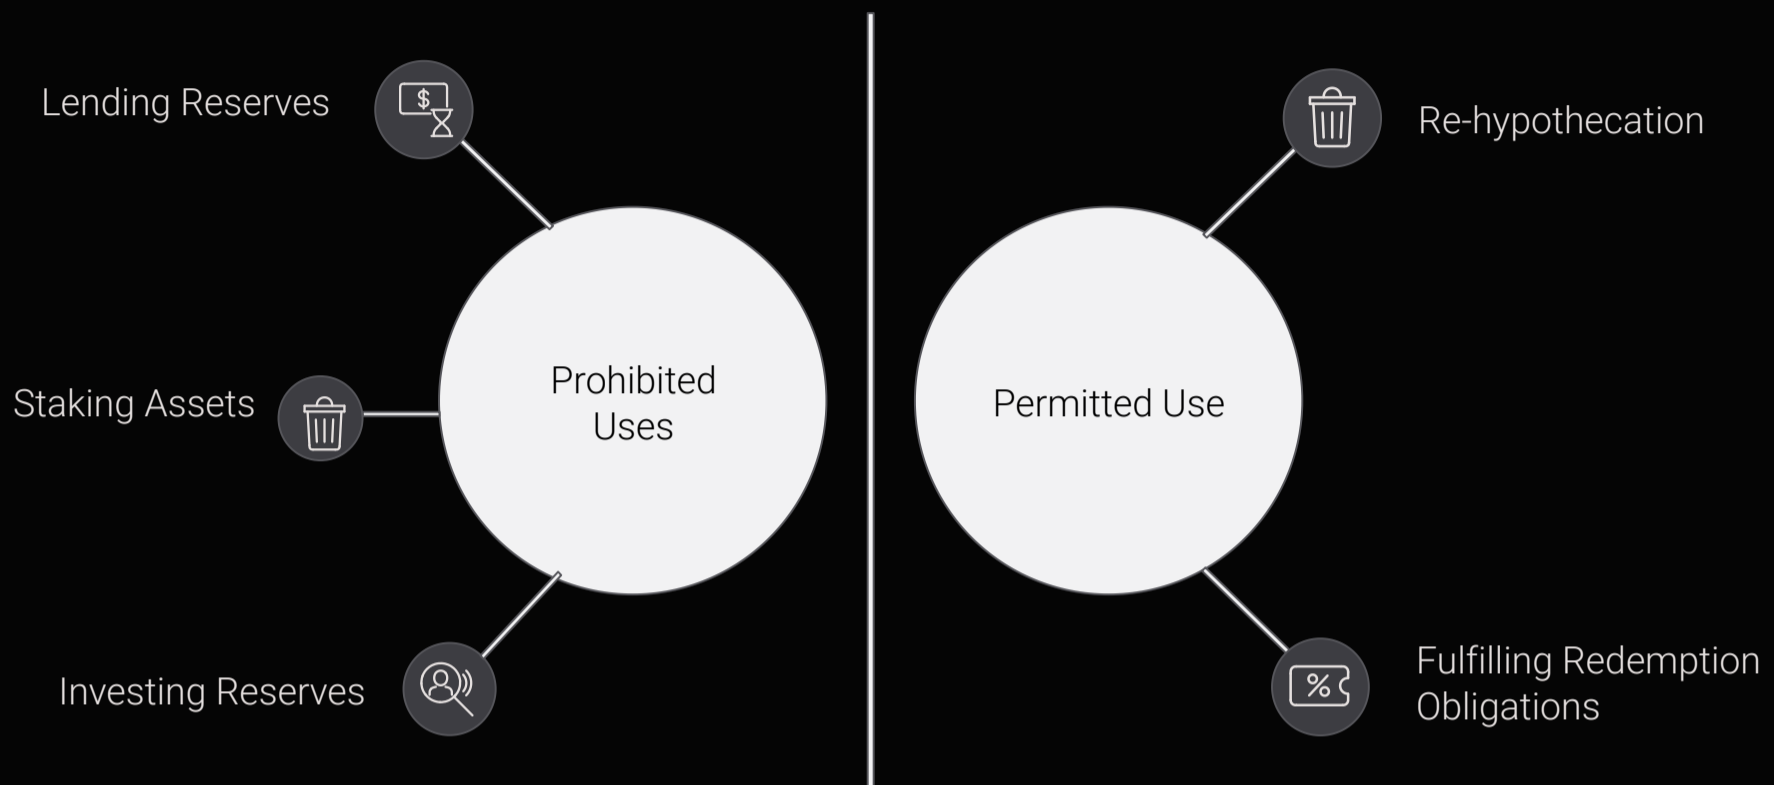 Lending Reserves
Staking Assets
Investing Reserves
$
Prohibited
Uses
Permitted Use
Re-hypothecation
%
Fulfilling Redemption
Obligations